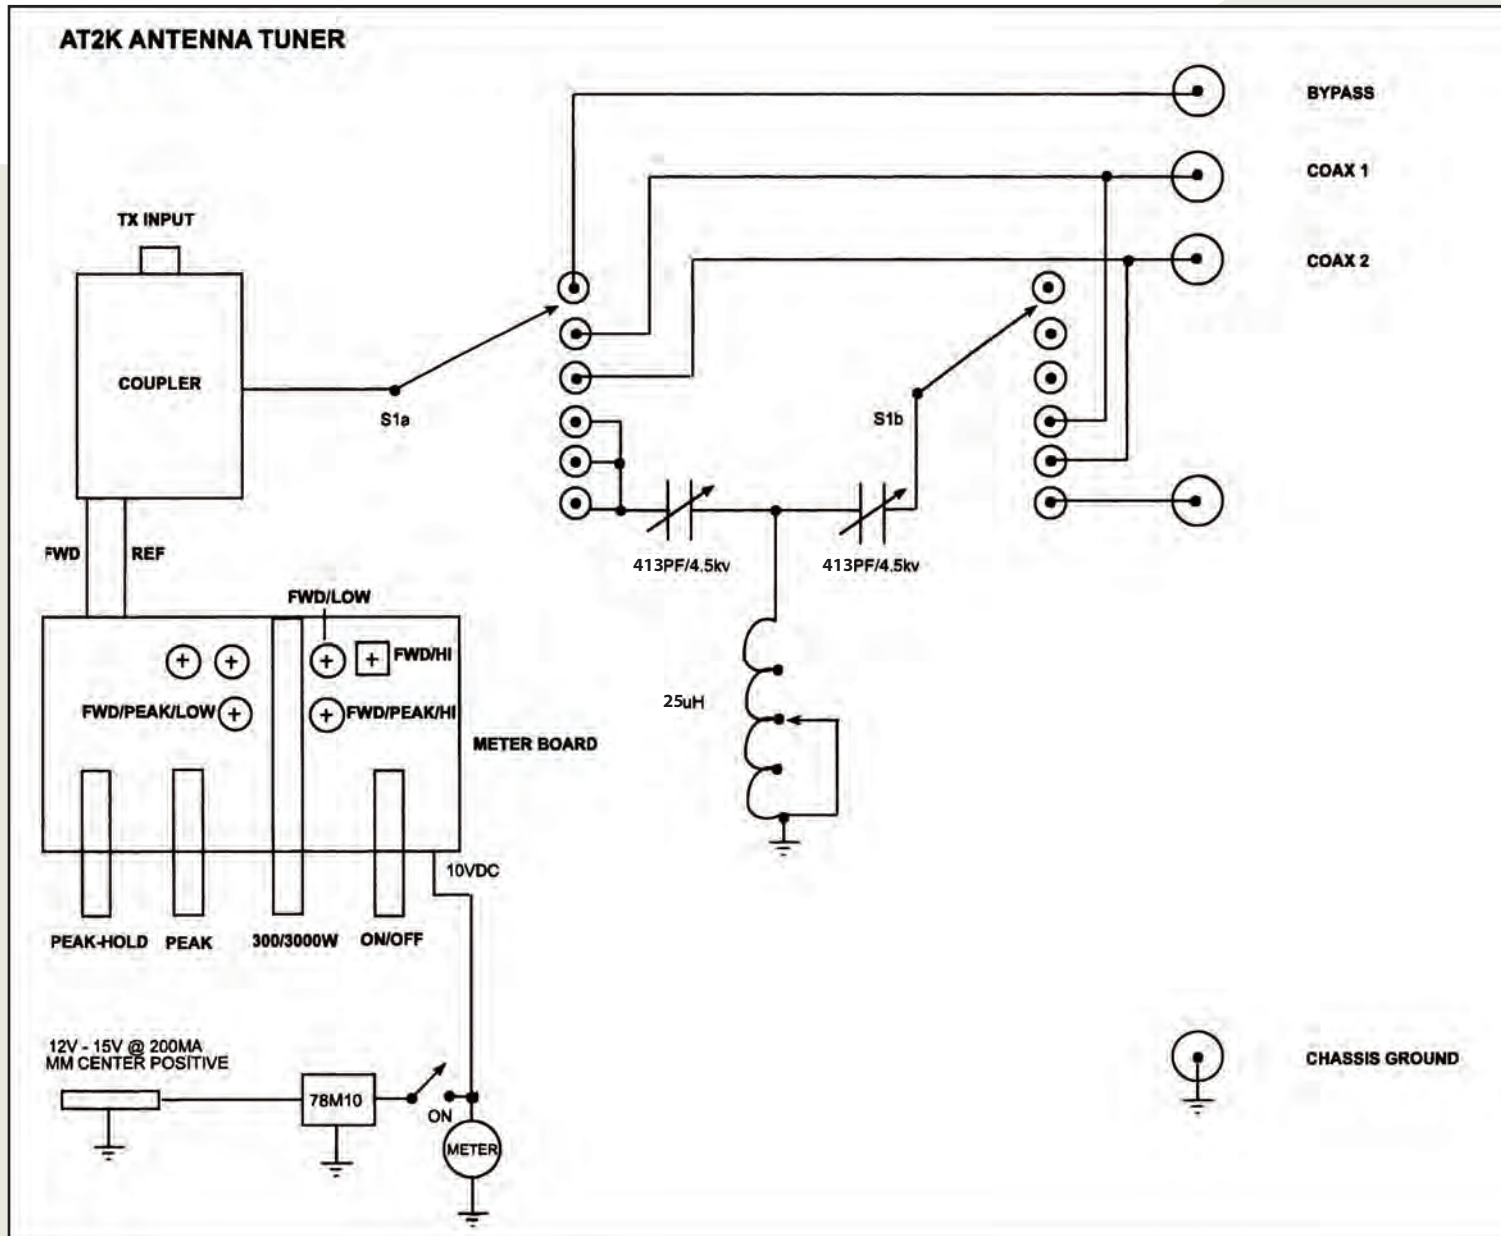 AT2K ANTENNA TUNER
BYPASS
COAX 1
COAX 2
TX INPUT
COUPLER
S1a
S1b
FWD
REF
413PF/4.5kv
413PF/4.5kv
FWD/LOW
FWD/HI
FWD/PEAK/LOW
FWD/PEAK/HI
25uH
METER BOARD
10VDC
PEAK-HOLD
PEAK
300/3000W
ON/OFF
12V - 15V @ 200MA
MM CENTER POSITIVE
78M10
ON
METER
CHASSIS GROUND